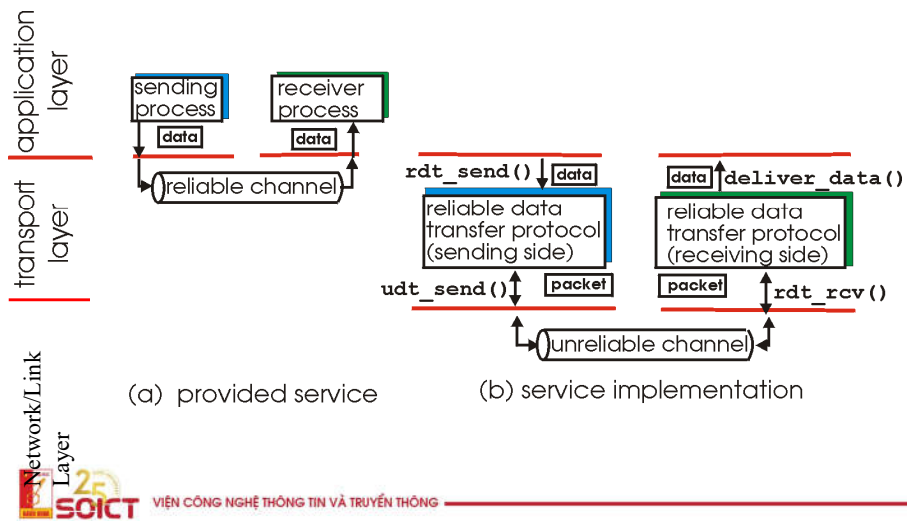 application
layer
transport
layer
Network/Link
Layer
sending
process
receiver
process
data
data
reliable channel
(a) provided service
rdt_send()
data
data
deliver_data()
reliable data
transfer protocol
(sending side)
reliable data
transfer protocol
(receiving side)
udt_send()
packet
packet
rdt_rcv()
unreliable channel
(b) service implementation
25
SOICT
VIỆN CÔNG NGHỆ THÔNG TIN VÀ TRUYỀN THÔNG